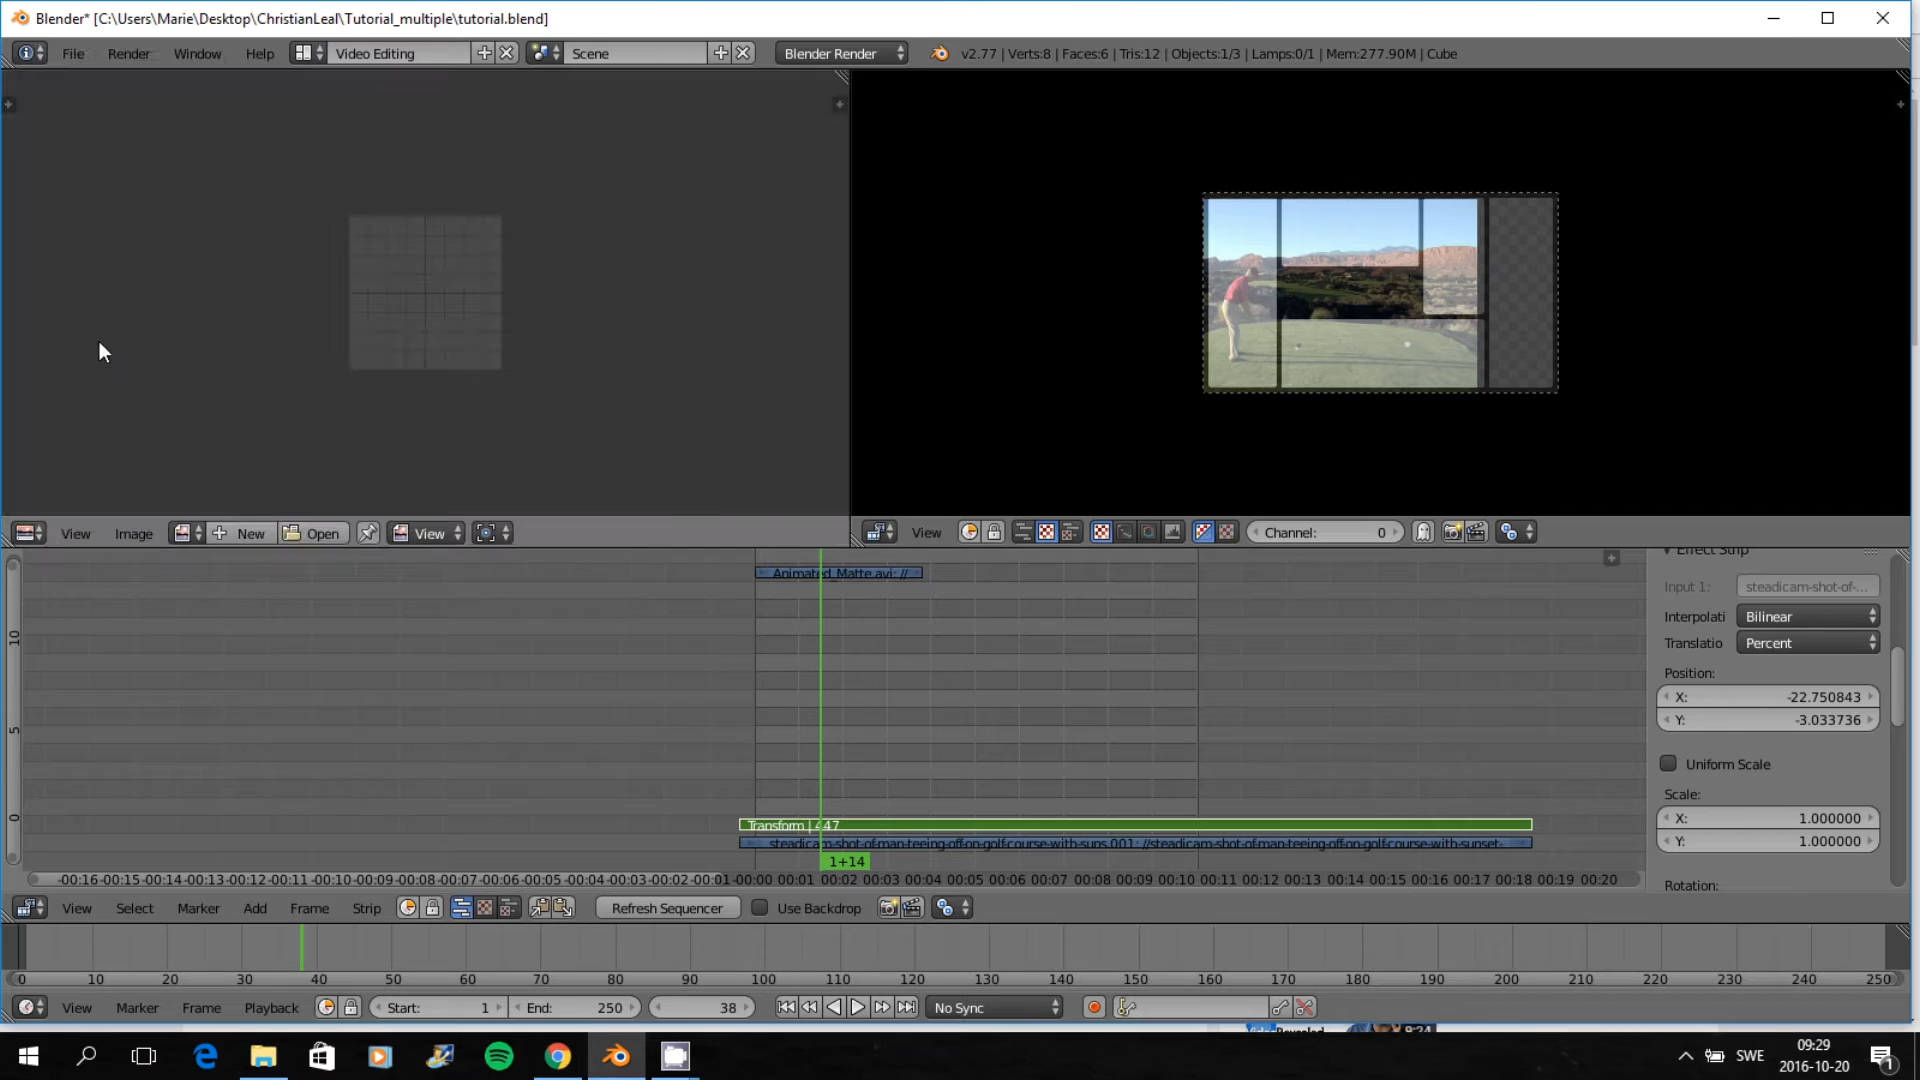 Blender* [C:\Users\Marie\Desktop\ChristianLeal\Tutorial_multiple\tutorial.blend]
File Render Window Help Video Editing Scene Blender Render v2.77 | Verts:8 | Faces:6 | Tris:12 | Objects:1/3 | Lamps:0/1 | Mem:277.90M | Cube
View Image New Open View
View Channel: 0
Effect Strip
Animated_Matte.avi: //
Input 1: steadicam-shot-of-...
Interpolati Bilinear
Translatio Percent
Position:
X: -22.750843
Y: -3.033736
Uniform Scale
Scale:
X: 1.000000
Y: 1.000000
Rotation:
10
5
0
Transform | 447
steadicam-shot-of-man-teeing-off-on-golf-course-with-suns.001: //steadicam-shot-of-man-teeing-off-on-golf-course-with-sunset-
1+14
-00:16 -00:15 -00:14 -00:13 -00:12 -00:11 -00:10 -00:09 -00:08 -00:07 -00:06 -00:05 -00:04 -00:03 -00:02 -00:01 -00:00 00:01 00:02 00:03 00:04 00:05 00:06 00:07 00:08 00:09 00:10 00:11 00:12 00:13 00:14 00:15 00:16 00:17 00:18 00:19 00:20
View Select Marker Add Frame Strip Refresh Sequencer Use Backdrop
0 10 20 30 40 50 60 70 80 90 100 110 120 130 140 150 160 170 180 190 200 210 220 230 240 250
View Marker Frame Playback Start: 1 End: 250 38 No Sync
9:24
SWE
09:29
2016-10-20
1